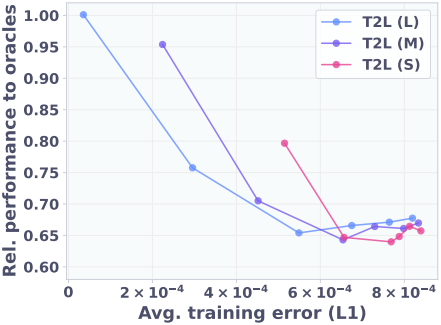 Rel. performance to oracles
1.00
0.95
0.90
0.85
0.80
0.75
0.70
0.65
0.60
T2L (L)
T2L (M)
T2L (S)
0 2 × 10⁻⁴ 4 × 10⁻⁴ 6 × 10⁻⁴ 8 × 10⁻⁴
Avg. training error (L1)